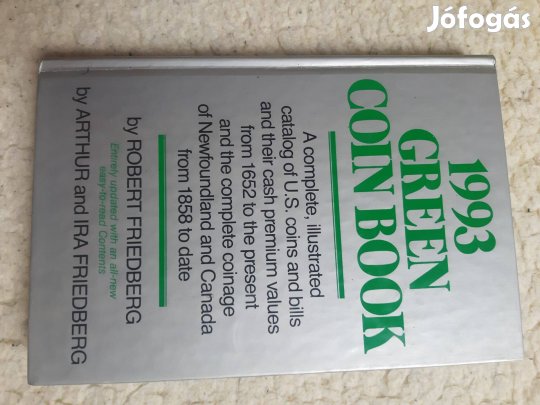 Jófogás
1993
GREEN
COIN BOOK
A complete, illustrated
catalog of U.S. coins and bills
and their cash premium values
from 1652 to the present
and the complete coinage
of Newfoundland and Canada
from 1858 to date
by ROBERT FRIEDBERG
Entirely updated with an all-new
easy-to-read Contents
by ARTHUR and IRA FRIEDBERG